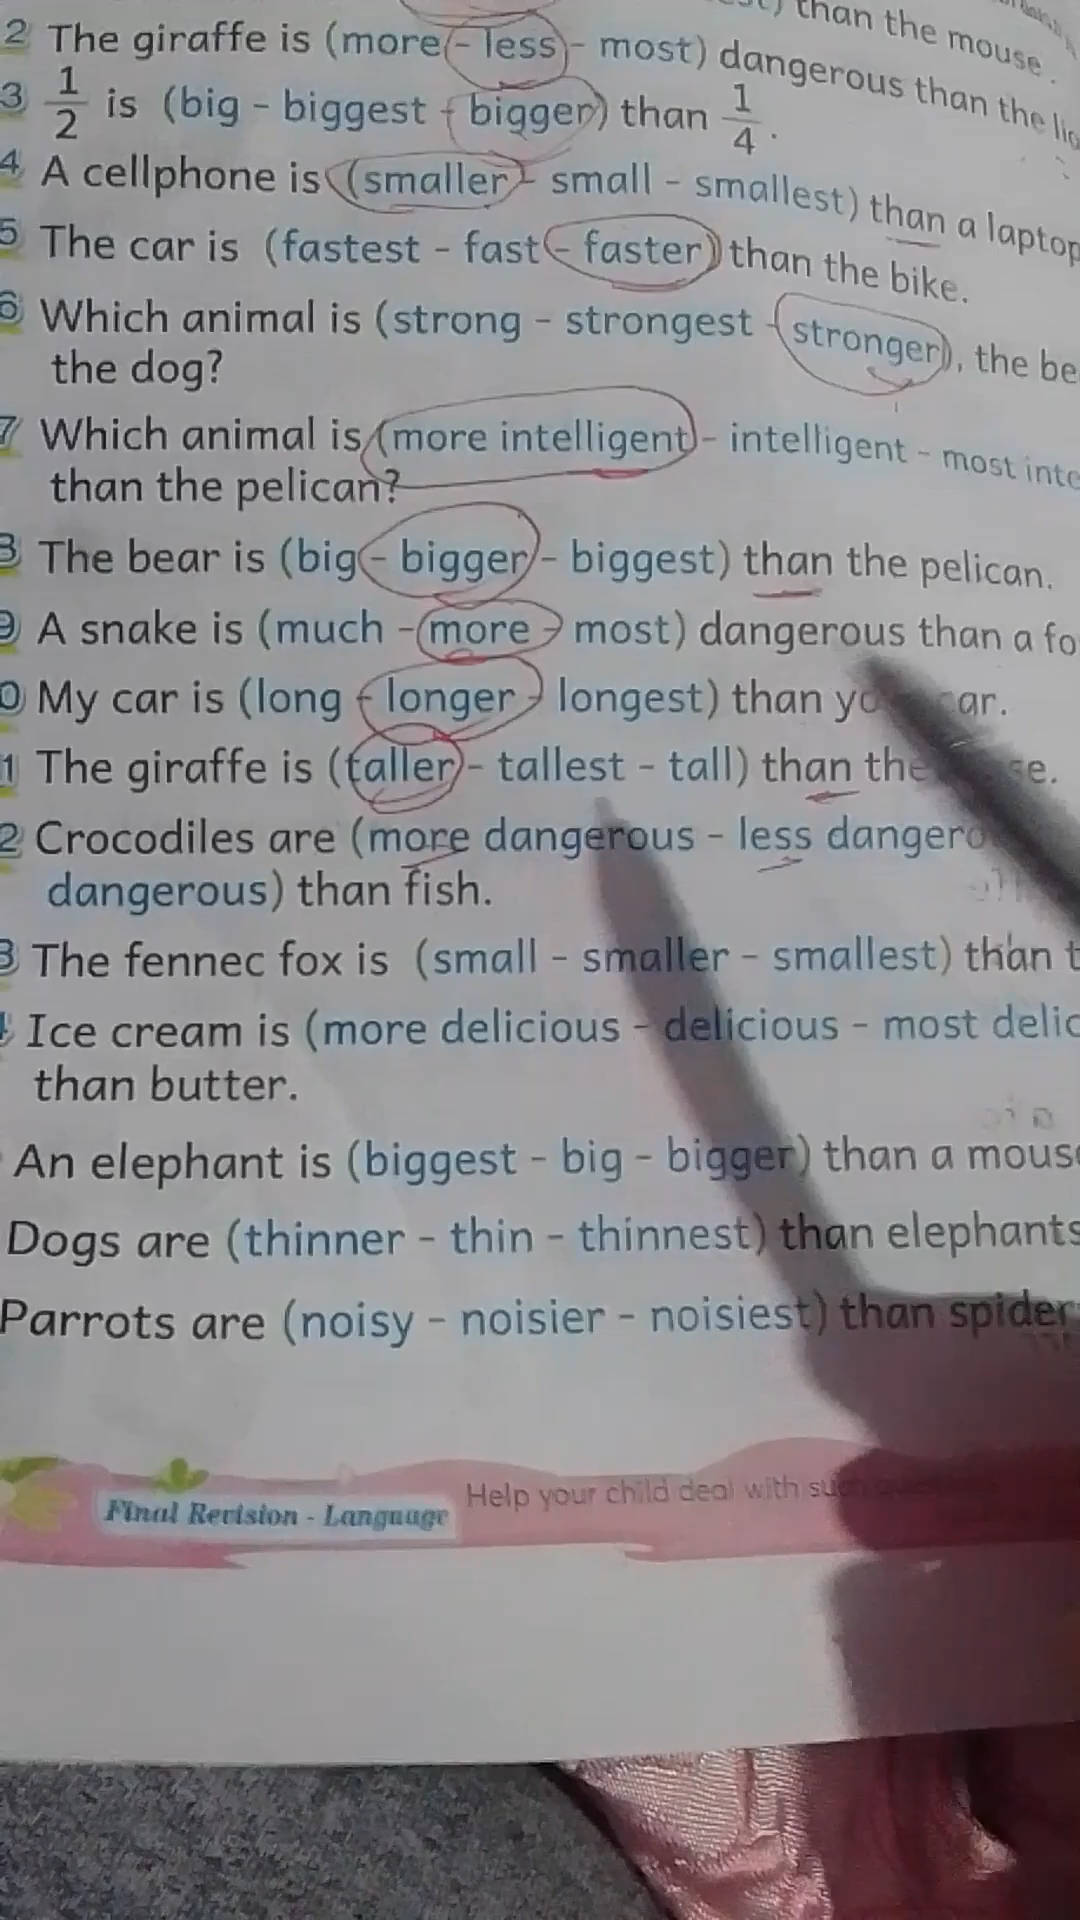 than the mouse.
2 The giraffe is (more - less - most) dangerous than the
3 1/2 is (big - biggest - bigger) than 1/4.
4 A cellphone is (smaller - small - smallest) than a laptop
5 The car is (fastest - fast - faster) than the bike.
6 Which animal is (strong - strongest - stronger), the
the dog?
7 Which animal is (more intelligent - intelligent - most
than the pelican?
The bear is (big - bigger - biggest) than the pelican.
9 A snake is (much - more - most) dangerous than a
0 My car is (long - longer - longest) than
1 The giraffe is (taller - tallest - tall) than the
2 Crocodiles are (more dangerous - less
dangerous) than fish.
3 The fennec fox is (small - smaller - smallest) than
Ice cream is (more delicious - delicious - most
than butter.
An elephant is (biggest - big - bigger) than a
Dogs are (thinner - thin - thinnest) than elephants
Parrots are (noisy - noisier - noisiest) than spider
Final Revision - Language
Help your child deal with such